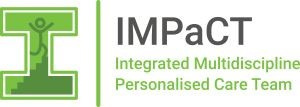 IMPaCT
Integrated Multidiscipline
Personalised Care Team